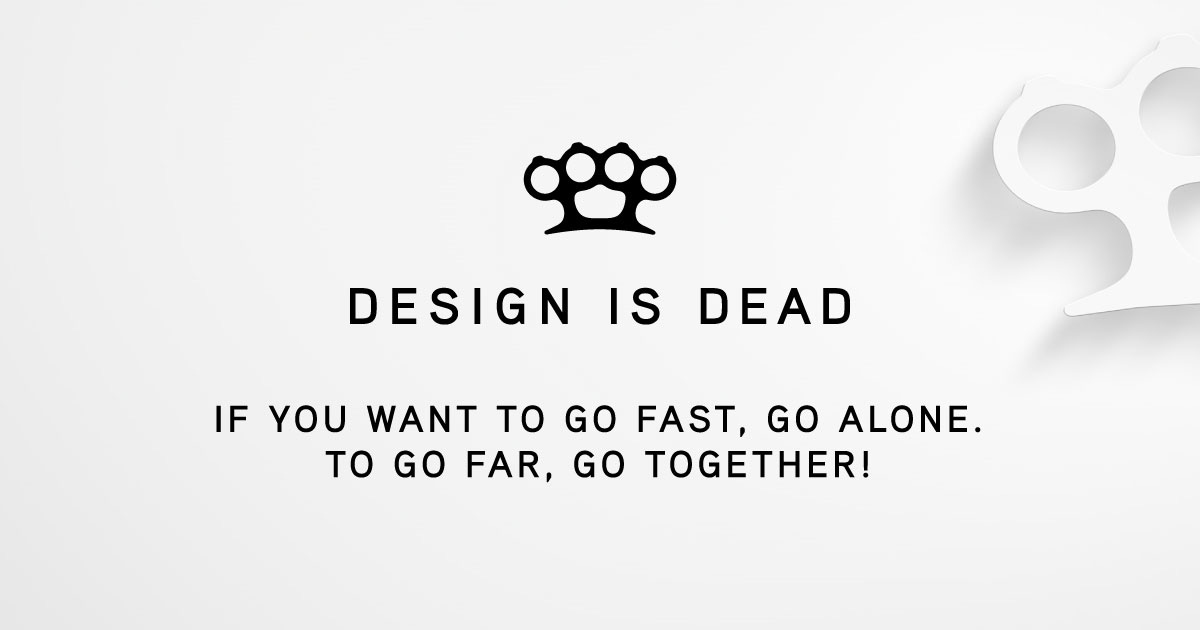 DESIGN IS DEAD
IF YOU WANT TO GO FAST, GO ALONE.
TO GO FAR, GO TOGETHER!